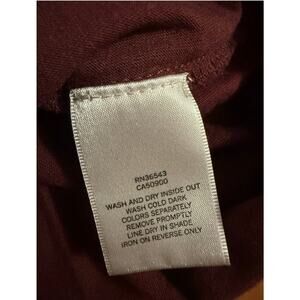 RN36543
CA50900
WASH AND DRY INSIDE OUT
WASH COLD DARK
COLORS SEPARATELY
REMOVE PROMPTLY
LINE DRY IN SHADE
IRON ON REVERSE ONLY